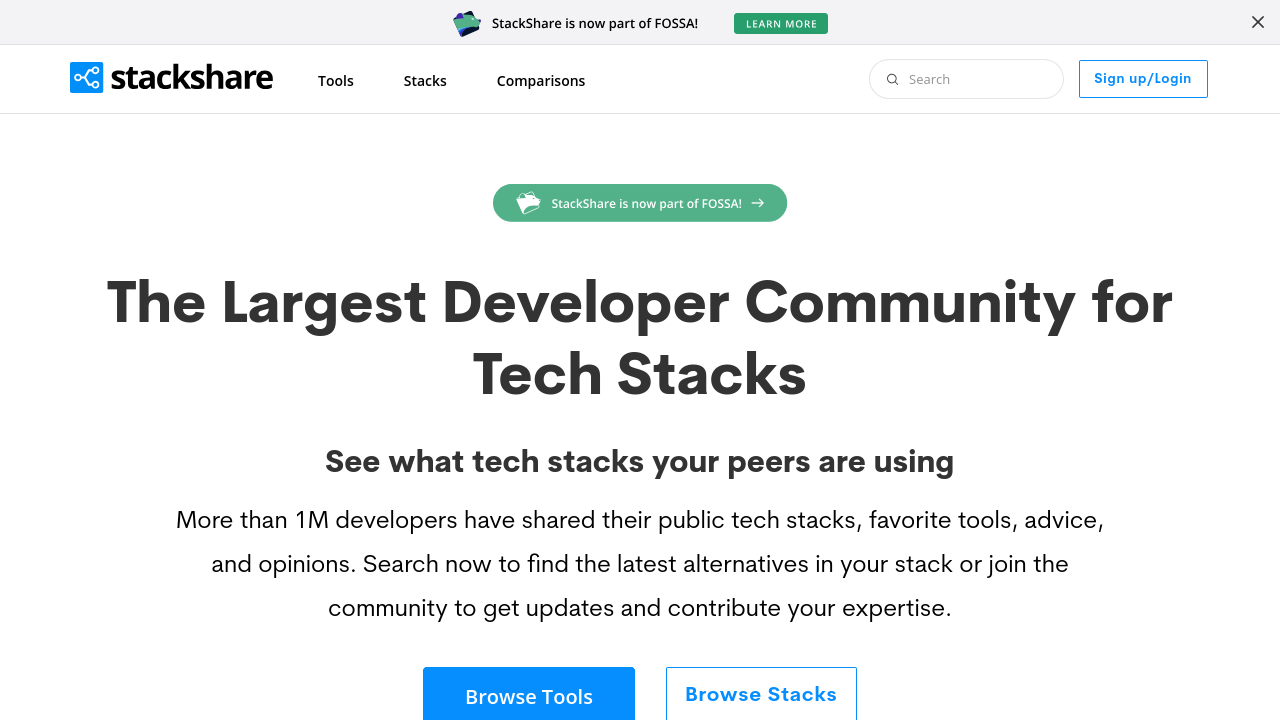 StackShare is now part of FOSSA!
LEARN MORE
stackshare
Tools
Stacks
Comparisons
Search
Sign up/Login
StackShare is now part of FOSSA! →
The Largest Developer Community for
Tech Stacks
See what tech stacks your peers are using
More than 1M developers have shared their public tech stacks, favorite tools, advice,
and opinions. Search now to find the latest alternatives in your stack or join the
community to get updates and contribute your expertise.
Browse Tools
Browse Stacks